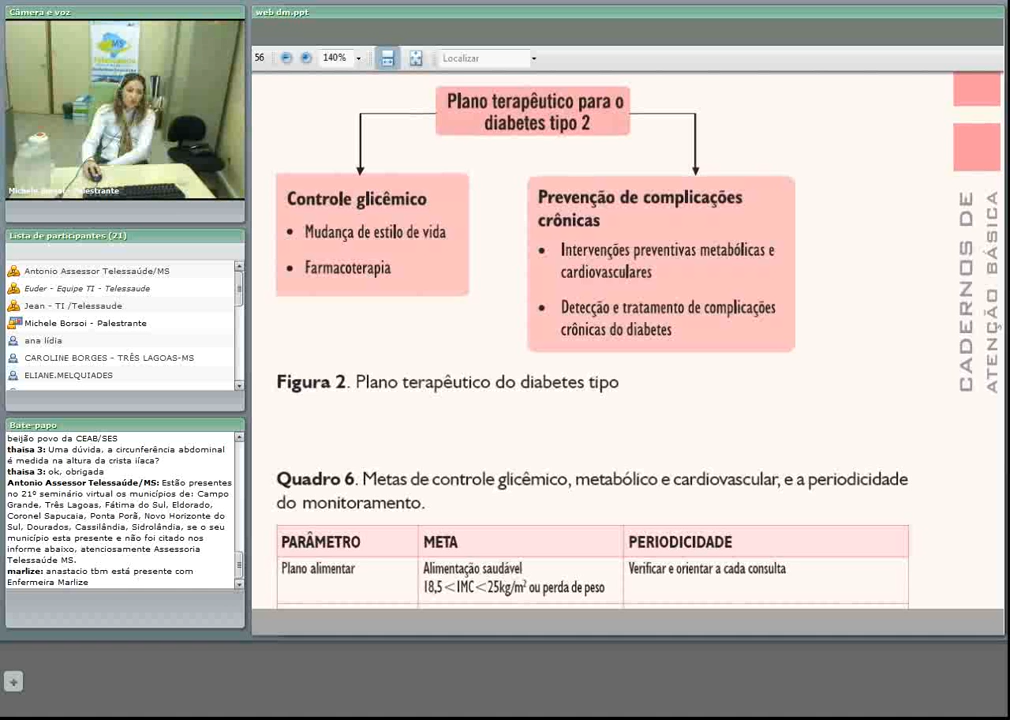 Câmera e voz
MS
Michele Borsoi - Palestrante
Lista de participantes (21)
Antonio Assessor Telessaúde/MS
Euder - Equipe TI - Telessaude
Jean - TI /Telessaude
Michele Borsoi - Palestrante
ana lídia
CAROLINE BORGES - TRÊS LAGOAS-MS
ELIANE.MELQUIADES
Bate-papo
beijão povo da CEAB/SES
thaisa 3: Uma dúvida, a circunferência abdominal
é medida na altura da crista ilíaca?
thaisa 3: ok, obrigada
Antonio Assessor Telessaúde/MS: Estão presentes
no 21º seminário virtual os municípios de: Campo
Grande, Três Lagoas, Fátima do Sul, Eldorado,
Coronel Sapucaia, Ponta Porã, Novo Horizonte do
Sul, Dourados, Cassilândia, Sidrolândia, se o seu
município esta presente e não foi citado nos
informe abaixo, atenciosamente Assessoria
Telessaúde MS.
marlize: anastacio tbm está presente com
Enfermeira Marlize
web dm.ppt
56
140%
Localizar
Plano terapêutico para o
diabetes tipo 2
Controle glicêmico
• Mudança de estilo de vida
• Farmacoterapia
Prevenção de complicações
crônicas
• Intervenções preventivas metabólicas e
cardiovasculares
• Detecção e tratamento de complicações
crônicas do diabetes
Figura 2. Plano terapêutico do diabetes tipo
Quadro 6. Metas de controle glicêmico, metabólico e cardiovascular, e a periodicidade
do monitoramento.
PARÂMETRO META PERIODICIDADE
Plano alimentar Alimentação saudável Verificar e orientar a cada consulta
18,5<IMC<25kg/m² ou perda de peso
CADERNOS DE
ATENÇÃO BÁSICA